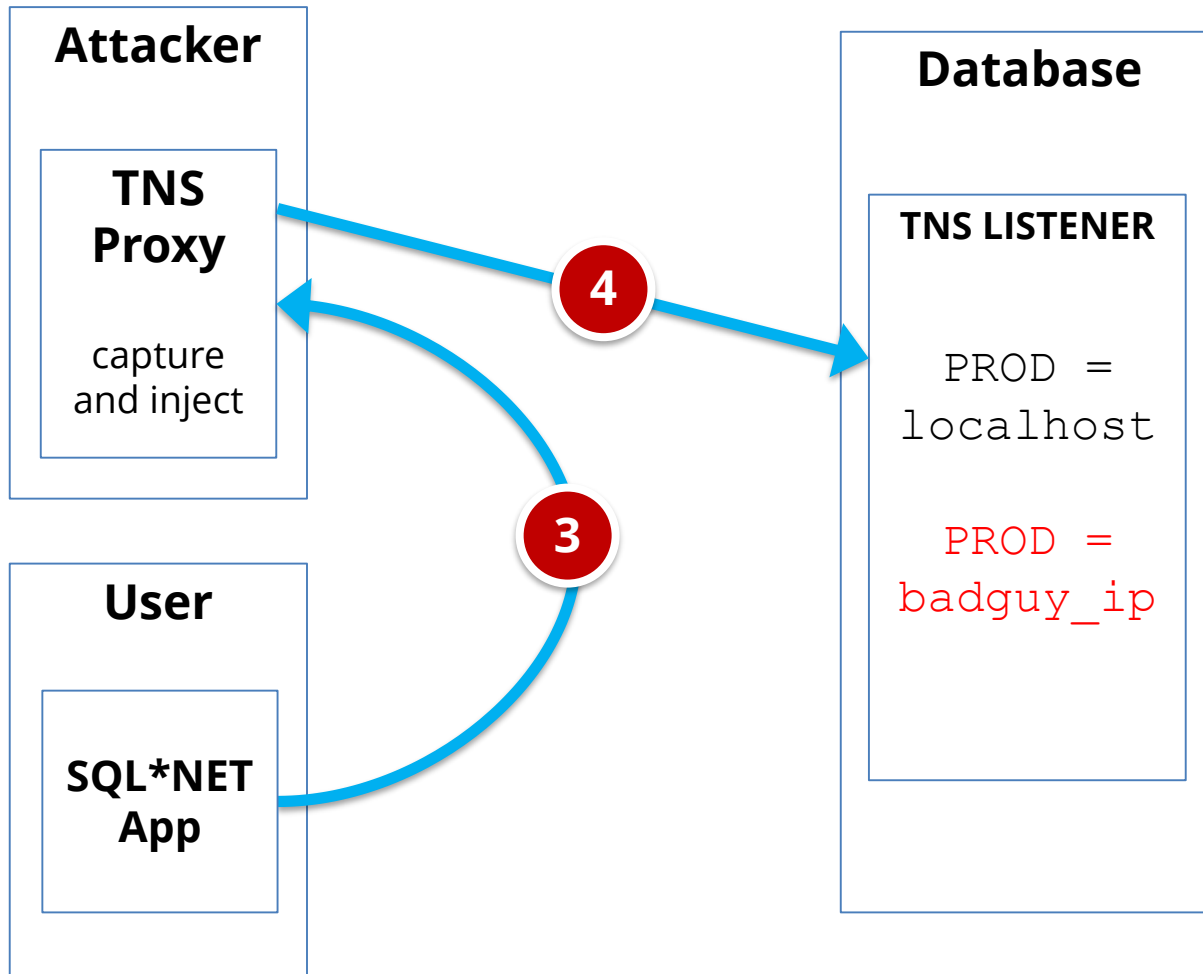 Attacker
TNS
Proxy
capture
and inject
4
3
User
SQL*NET
App
Database
TNS LISTENER
PROD =
localhost
PROD =
badguy_ip